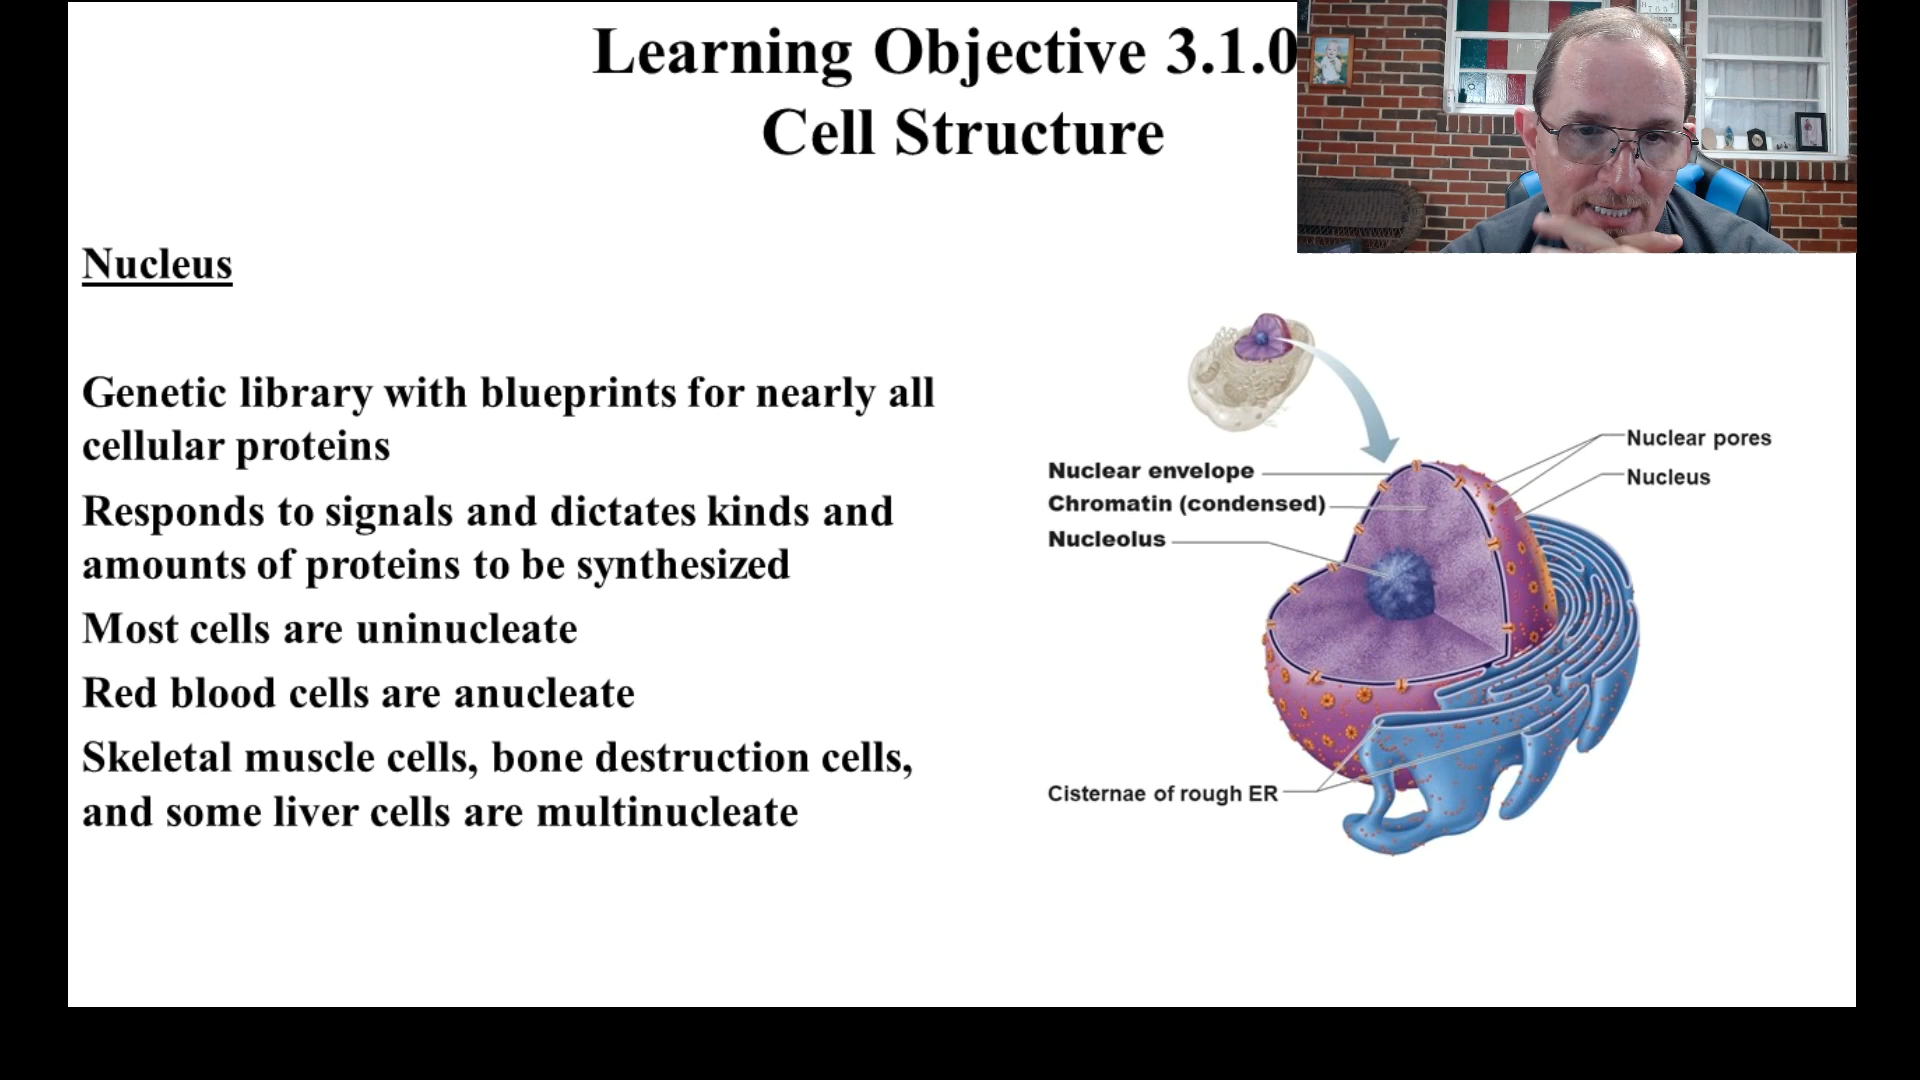 Learning Objective 3.1.0
Cell Structure
Nucleus
Genetic library with blueprints for nearly all
cellular proteins
Responds to signals and dictates kinds and
amounts of proteins to be synthesized
Most cells are uninucleate
Red blood cells are anucleate
Skeletal muscle cells, bone destruction cells,
and some liver cells are multinucleate
Nuclear envelope
Chromatin (condensed)
Nucleolus
Nuclear pores
Nucleus
Cisternae of rough ER